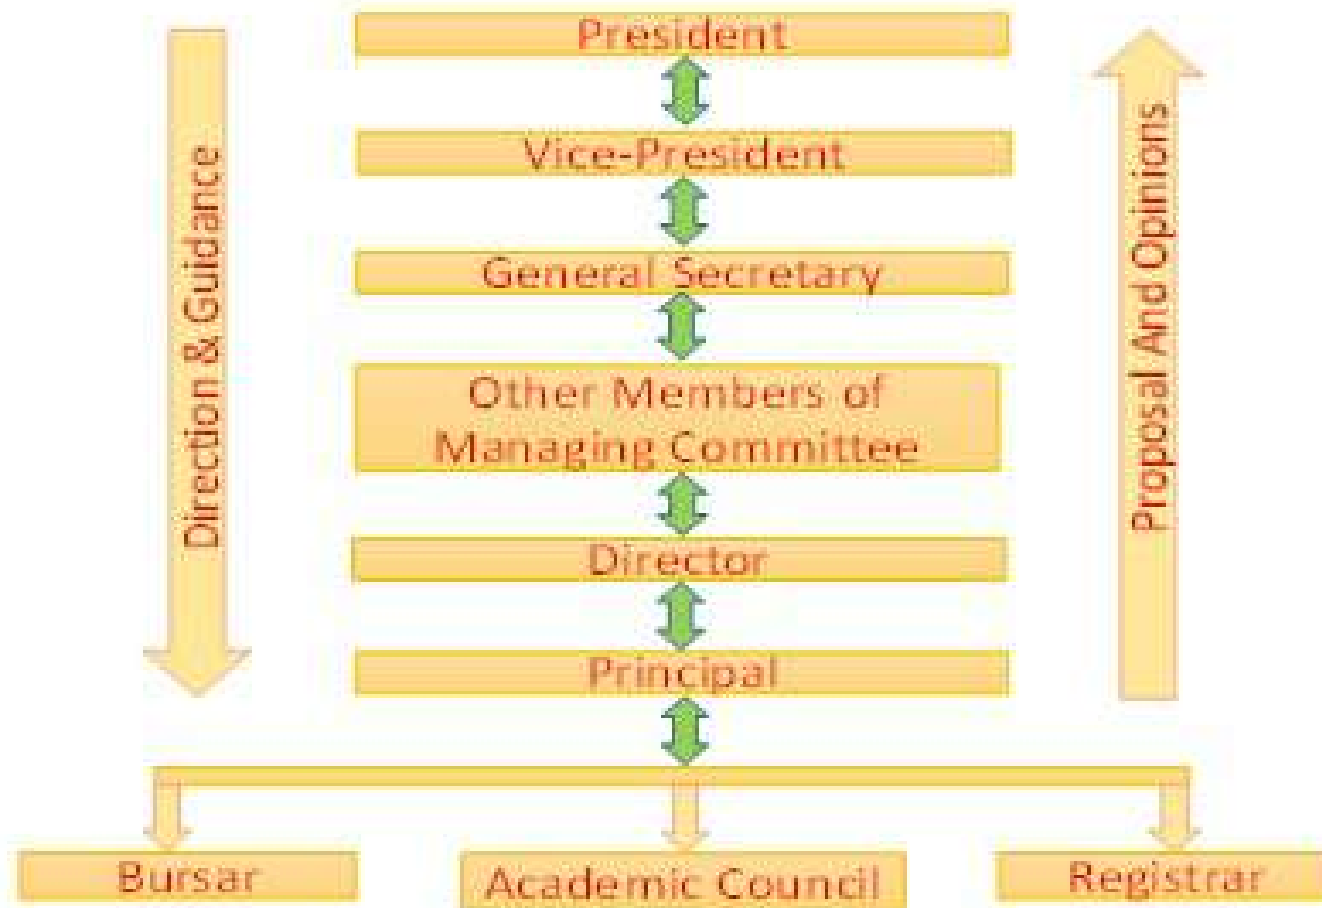 President
Vice-President
General Secretary
Other Members of
Managing Committee
Director
Principal
Bursar
Academic Council
Registrar
Direction & Guidance
Proposal And Opinions